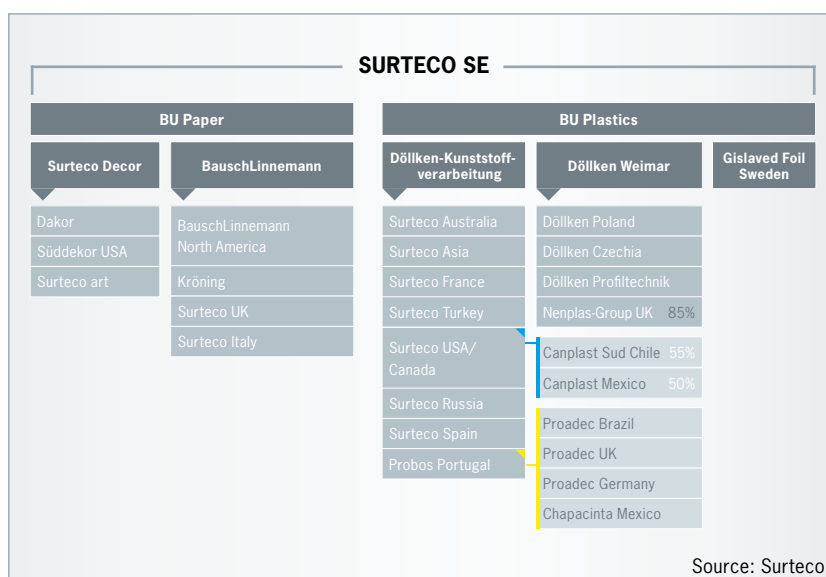 SURTECO SE
BU Paper
BU Plastics
Surteco Decor
BauschLinnemann
Döllken-Kunststoff-
verarbeitung
Döllken Weimar
Gislaved Foil
Sweden
Dakor
Süddekor USA
Surteco art
BauschLinnemann
North America
Kröning
Surteco UK
Surteco Italy
Surteco Australia
Surteco Asia
Surteco France
Surteco Turkey
Surteco USA/
Canada
Surteco Russia
Surteco Spain
Probos Portugal
Döllken Poland
Döllken Czechia
Döllken Profiltechnik
Nenplas-Group UK 85%
Canplast Sud Chile 55%
Canplast Mexico 50%
Proadec Brazil
Proadec UK
Proadec Germany
Chapacinta Mexico
Source: Surteco